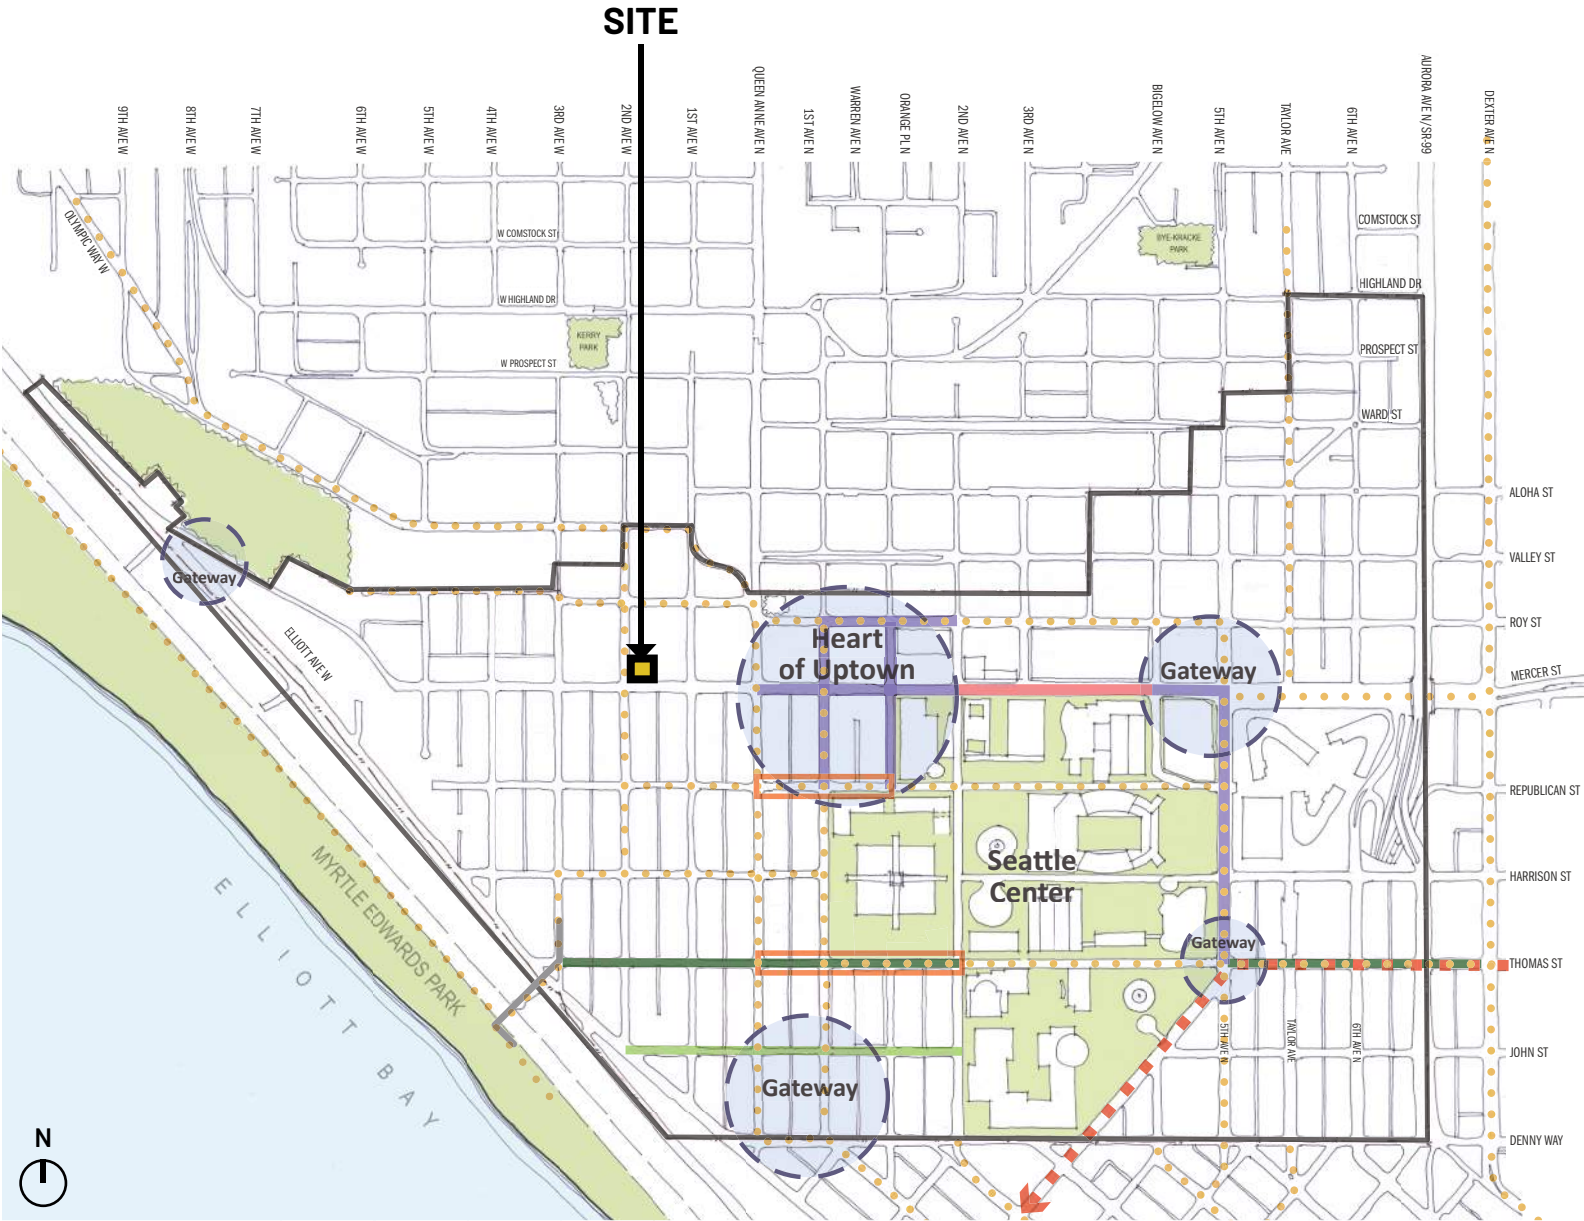 SITE
9TH AVE W
8TH AVE W
7TH AVE W
6TH AVE W
5TH AVE W
4TH AVE W
3RD AVE W
2ND AVE W
1ST AVE W
QUEEN ANNE AVE N
1ST AVE N
WARREN AVE N
ORANGE PL N
2ND AVE N
3RD AVE N
BIGELOW AVE N
5TH AVE N
TAYLOR AVE
6TH AVE N
AURORA AVE N/SR-99
DEXTER AVE N
OLYMPIC WAY W
W COMSTOCK ST
W HIGHLAND DR
W PROSPECT ST
KERRY
PARK
BYE-KRACKE
PARK
COMSTOCK ST
HIGHLAND DR
PROSPECT ST
WARD ST
ALOHA ST
VALLEY ST
ROY ST
MERCER ST
REPUBLICAN ST
HARRISON ST
THOMAS ST
JOHN ST
DENNY WAY
Gateway
ELLIOTT AVE W
Heart
of Uptown
Gateway
Seattle
Center
Gateway
5TH AVE N
TAYLOR AVE
6TH AVE N
Gateway
MYRTLE EDWARDS PARK
ELLIOTT BAY
N